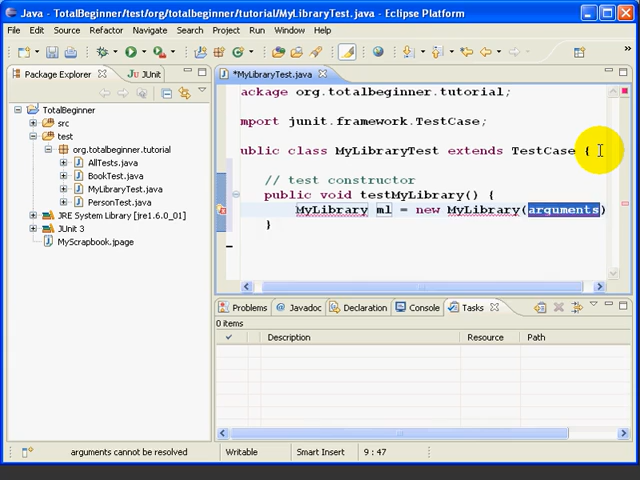 Java - TotalBeginner/test/org/totalbeginner/tutorial/MyLibraryTest.java - Eclipse Platform
File Edit Source Refactor Navigate Search Project Run Window Help
Package Explorer JUnit
*MyLibraryTest.java
TotalBeginner
src
test
org.totalbeginner.tutorial
AllTests.java
BookTest.java
MyLibraryTest.java
PersonTest.java
JRE System Library [jre1.6.0_01]
JUnit 3
MyScrapbook.jpage
ackage org.totalbeginner.tutorial;
mport junit.framework.TestCase;
ublic class MyLibraryTest extends TestCase {
// test constructor
public void testMyLibrary() {
MyLibrary ml = new MyLibrary(arguments)
}
Problems Javadoc Declaration Console Tasks
0 items
Description Resource Path
arguments cannot be resolved Writable Smart Insert 9 : 47